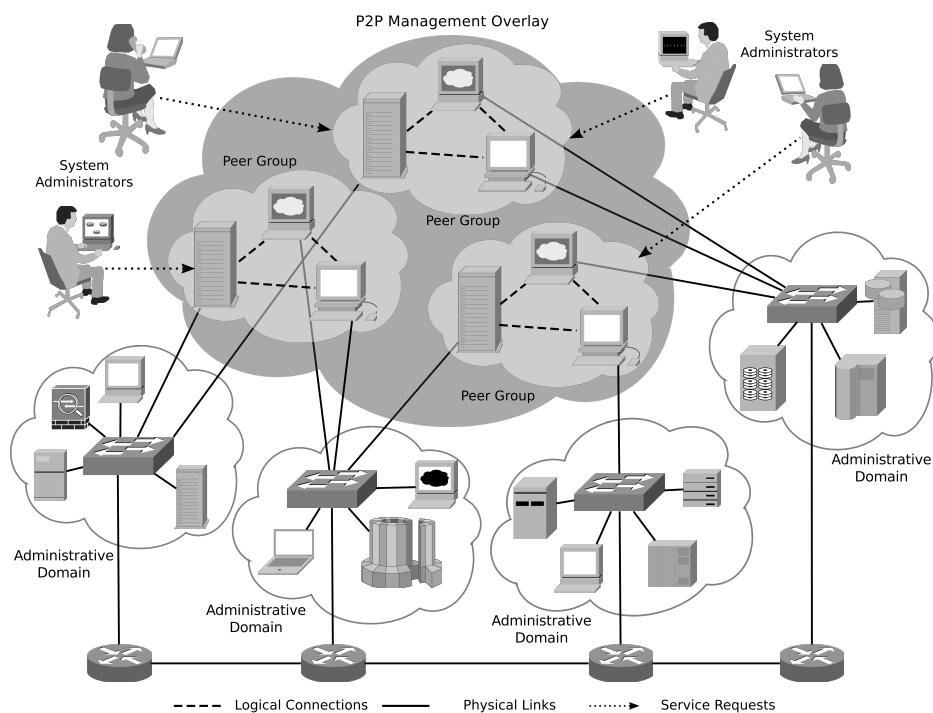 P2P Management Overlay
System
Administrators
Peer Group
System
Administrators
Peer Group
Peer Group
Administrative
Domain
Administrative
Domain
Administrative
Domain
Administrative
Domain
Logical Connections
Physical Links
Service Requests